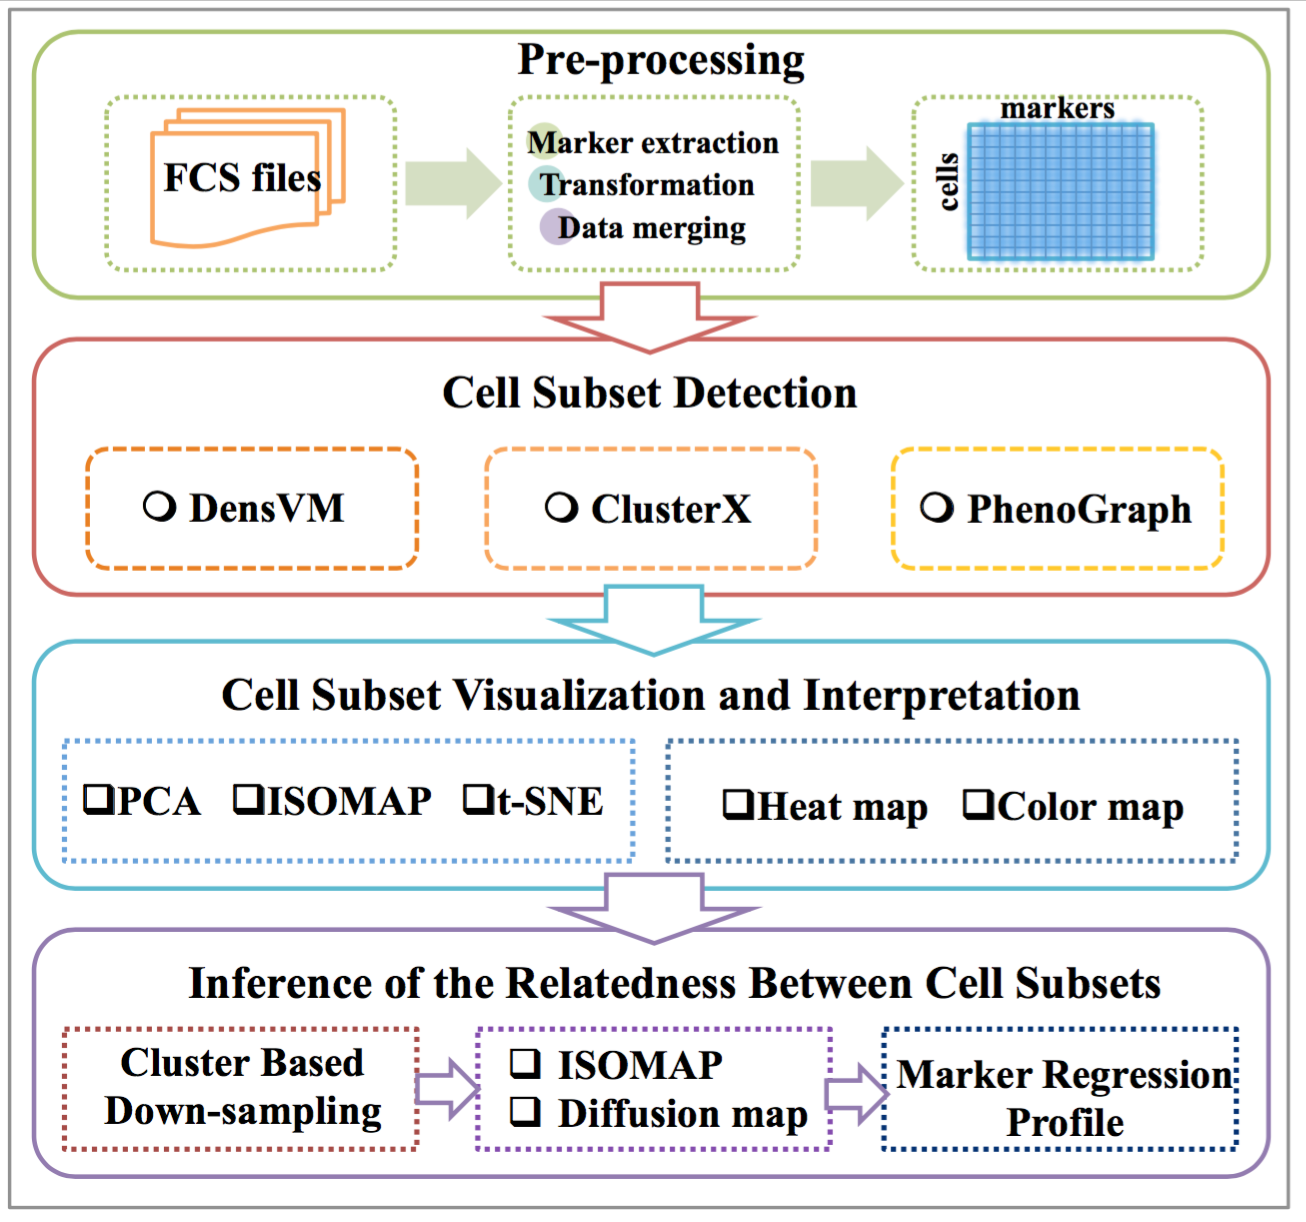 Pre-processing
FCS files
Marker extraction
Transformation
Data merging
markers
cells
Cell Subset Detection
DensVM
ClusterX
PhenoGraph
Cell Subset Visualization and Interpretation
PCA ISOMAP t-SNE
Heat map Color map
Inference of the Relatedness Between Cell Subsets
Cluster Based
Down-sampling
ISOMAP
Diffusion map
Marker Regression
Profile